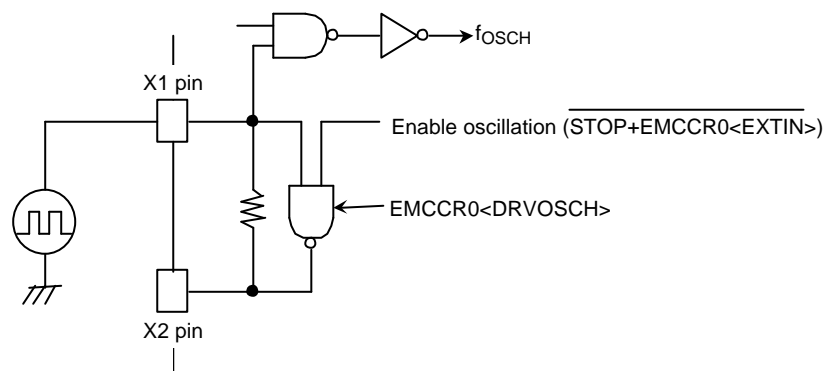 fOSCH
X1 pin
Enable oscillation (STOP+EMCCR0<EXTIN>)
EMCCR0<DRVOSCH>
X2 pin